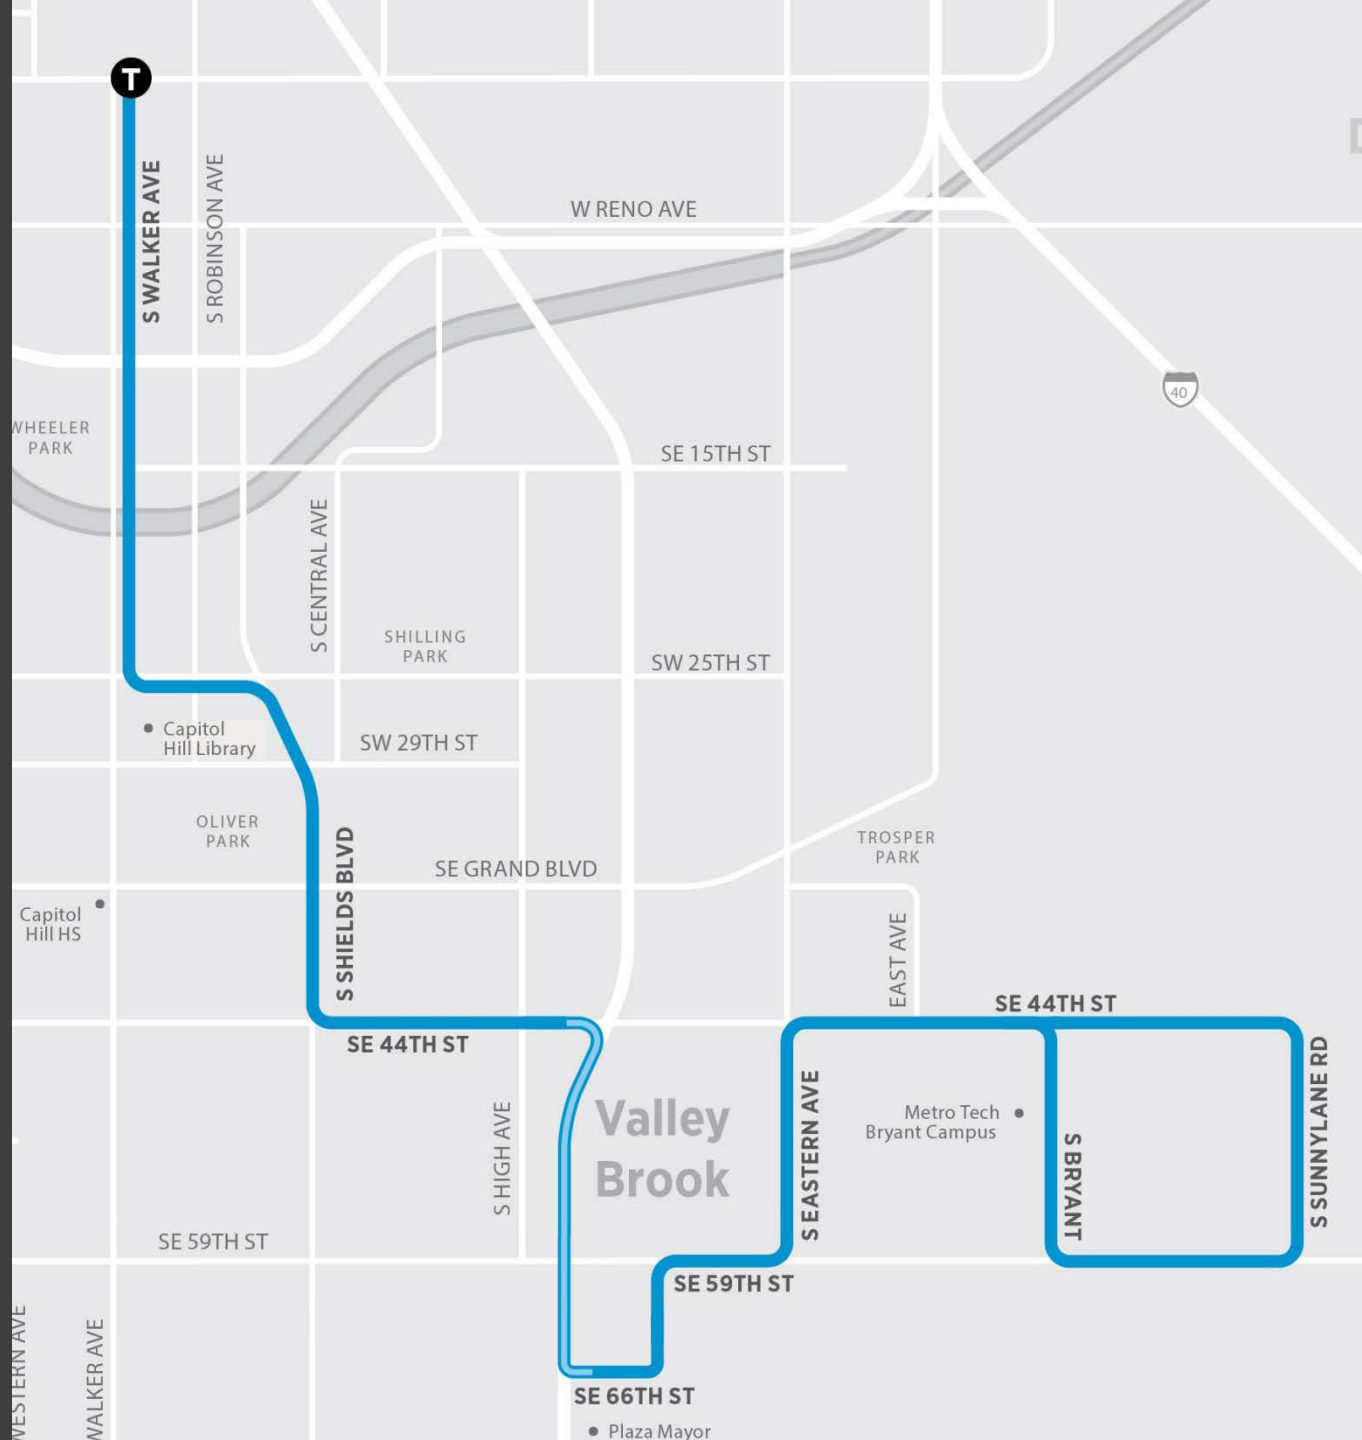 T
S WALKER AVE
S ROBINSON AVE
W RENO AVE
40
WHEELER
PARK
SE 15TH ST
S CENTRAL AVE
SHILLING
PARK
SW 25TH ST
Capitol
Hill Library
SW 29TH ST
OLIVER
PARK
S SHIELDS BLVD
SE GRAND BLVD
TROSPER
PARK
Capitol
Hill HS
EAST AVE
SE 44TH ST
SE 44TH ST
S HIGH AVE
Valley
Brook
S EASTERN AVE
Metro Tech
Bryant Campus
S BRYANT
S SUNNYLANE RD
SE 59TH ST
SE 59TH ST
WESTERN AVE
WALKER AVE
SE 66TH ST
Plaza Mayor